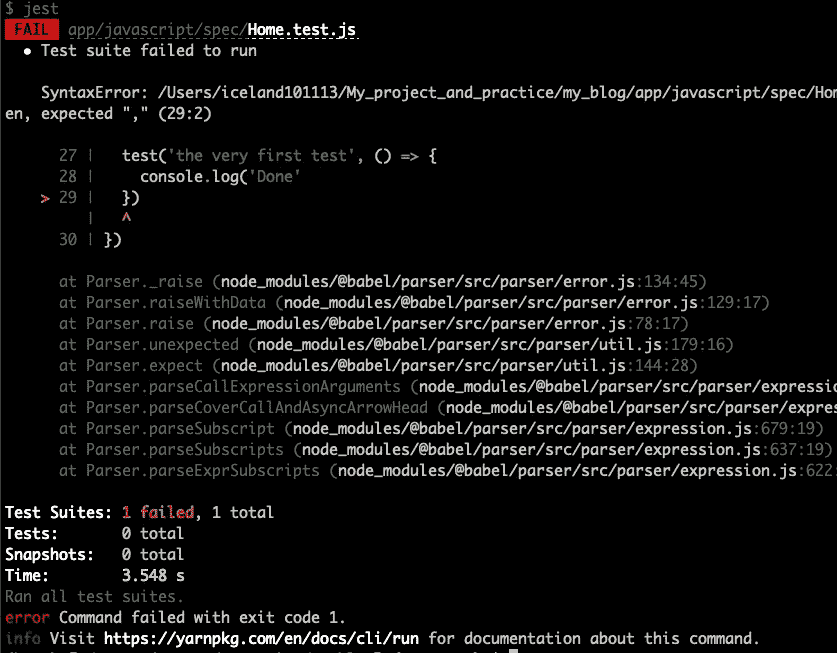 $ jest
FAIL app/javascript/spec/Home.test.js
● Test suite failed to run
SyntaxError: /Users/iceland101113/My_project_and_practice/my_blog/app/javascript/spec/Hom
en, expected "," (29:2)
27 | test('the very first test', () => {
28 | console.log('Done'
> 29 | })
| ^
30 | })
at Parser._raise (node_modules/@babel/parser/src/parser/error.js:134:45)
at Parser.raiseWithData (node_modules/@babel/parser/src/parser/error.js:129:17)
at Parser.raise (node_modules/@babel/parser/src/parser/error.js:78:17)
at Parser.unexpected (node_modules/@babel/parser/src/parser/util.js:179:16)
at Parser.expect (node_modules/@babel/parser/src/parser/util.js:144:28)
at Parser.parseCallExpressionArguments (node_modules/@babel/parser/src/parser/expressio
at Parser.parseCoverCallAndAsyncArrowHead (node_modules/@babel/parser/src/parser/expres
at Parser.parseSubscript (node_modules/@babel/parser/src/parser/expression.js:679:19)
at Parser.parseSubscripts (node_modules/@babel/parser/src/parser/expression.js:637:19)
at Parser.parseExprSubscripts (node_modules/@babel/parser/src/parser/expression.js:622:
Test Suites: 1 failed, 1 total
Tests: 0 total
Snapshots: 0 total
Time: 3.548 s
Ran all test suites.
error Command failed with exit code 1.
info Visit https://yarnpkg.com/en/docs/cli/run for documentation about this command.